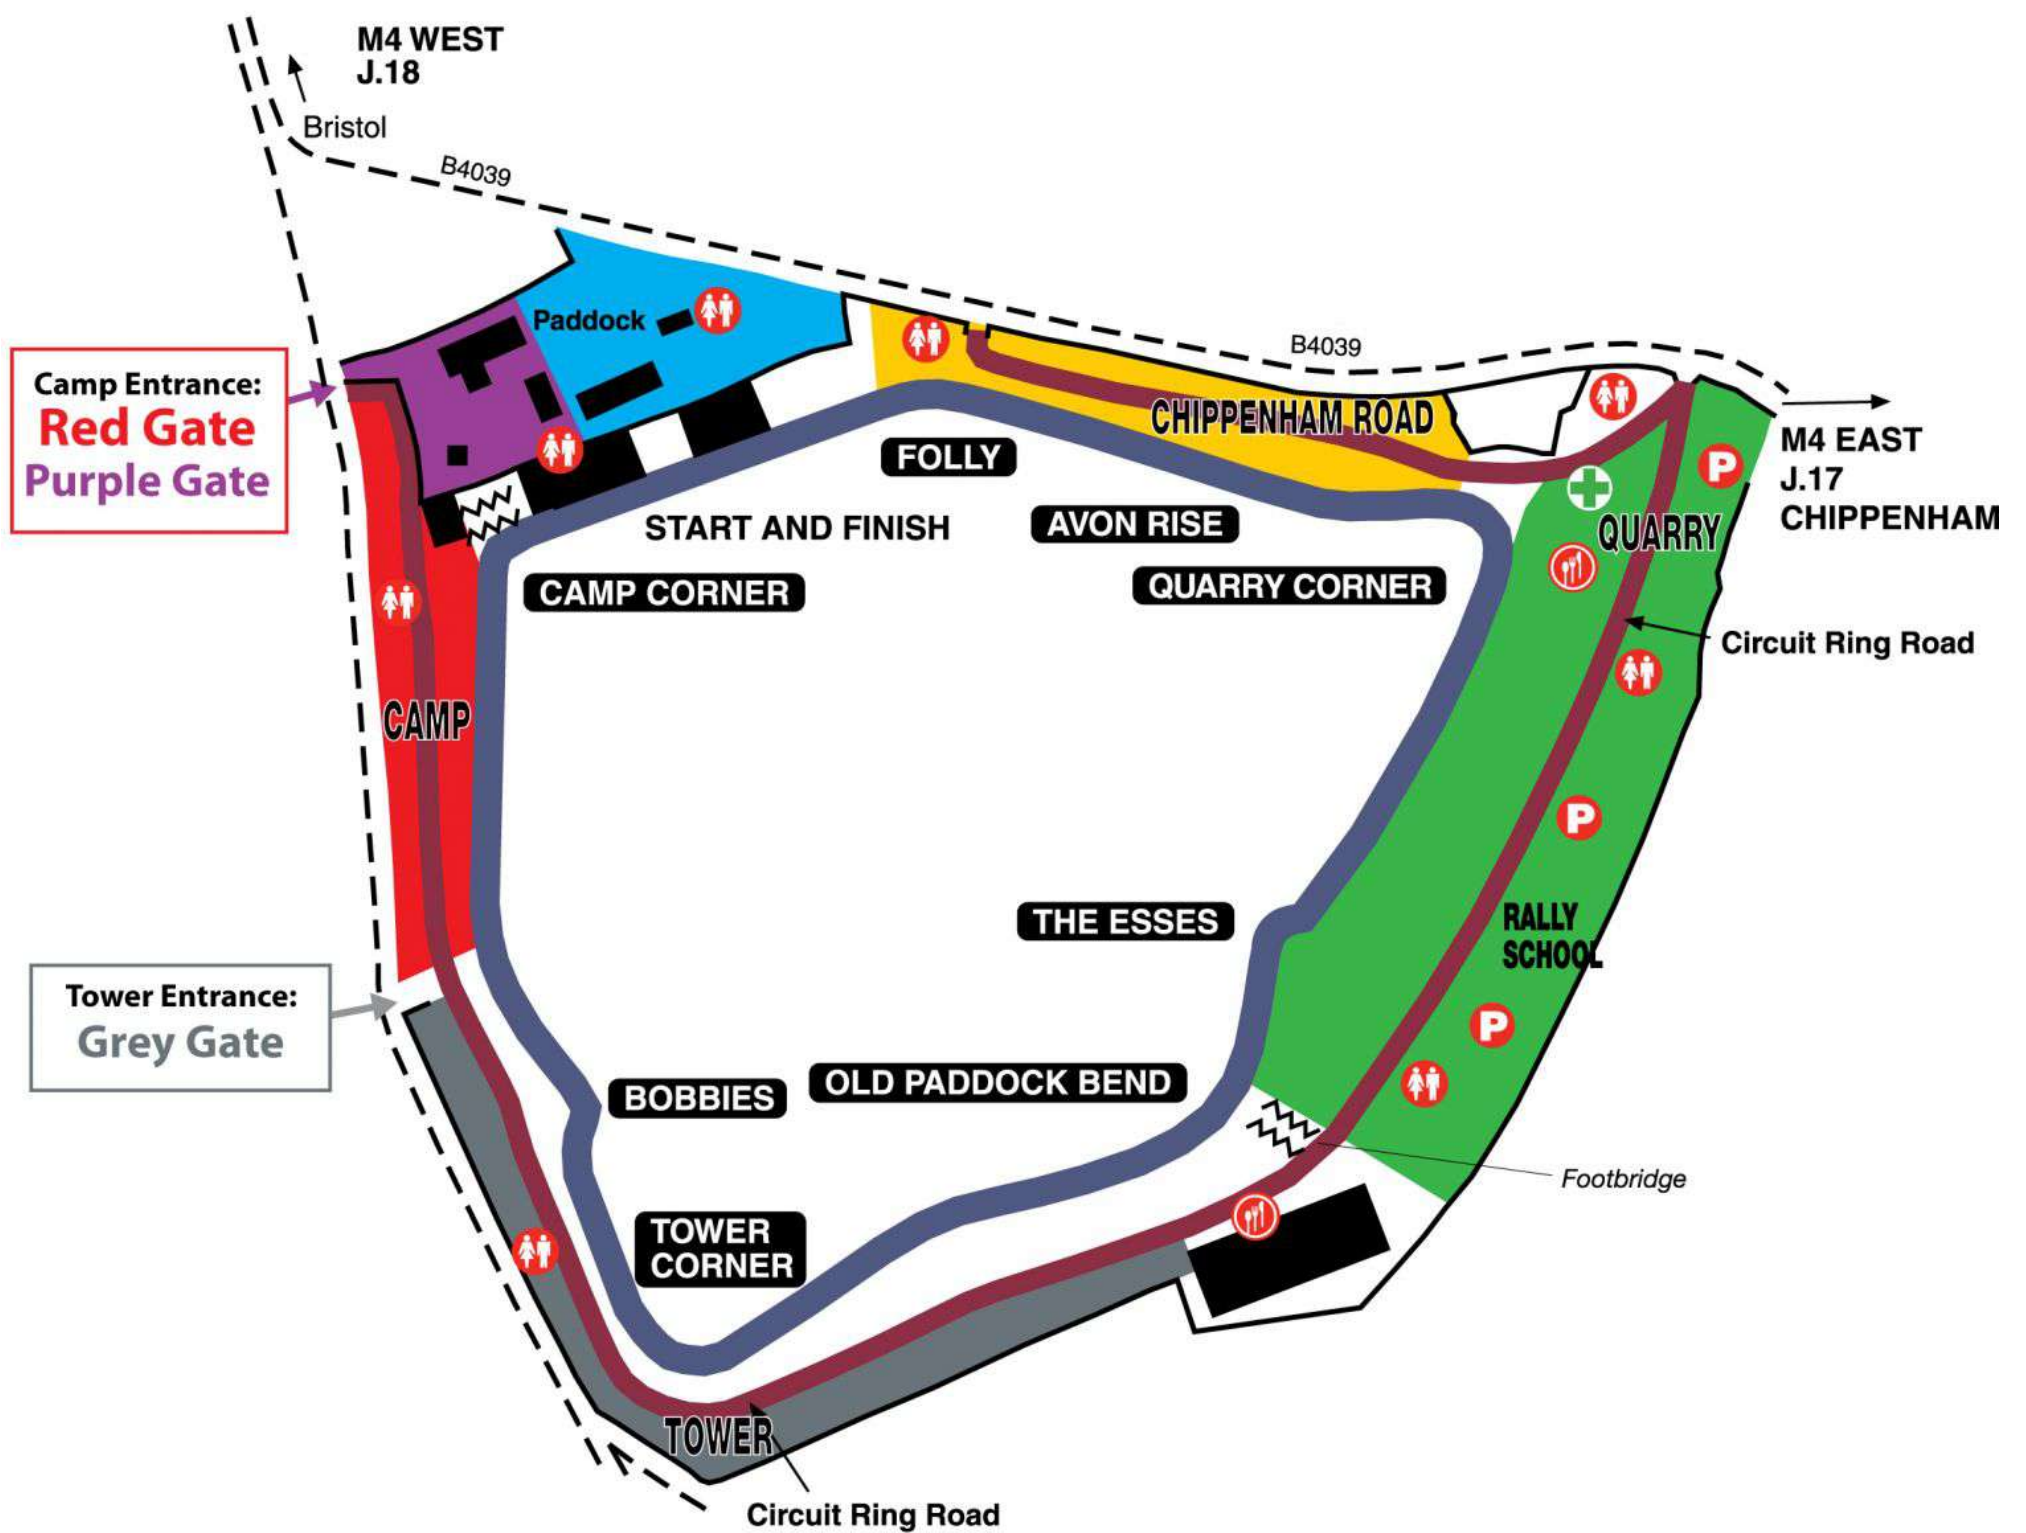 M4 WEST
J.18
Bristol
B4039
Paddock
B4039
Camp Entrance:
Red Gate
Purple Gate
CHIPPENHAM ROAD
M4 EAST
J.17
CHIPPENHAM
P
FOLLY
START AND FINISH
AVON RISE
QUARRY
CAMP CORNER
QUARRY CORNER
Circuit Ring Road
CAMP
P
THE ESSES
RALLY
SCHOOL
Tower Entrance:
Grey Gate
P
BOBBIES
OLD PADDOCK BEND
Footbridge
TOWER
CORNER
TOWER
Circuit Ring Road